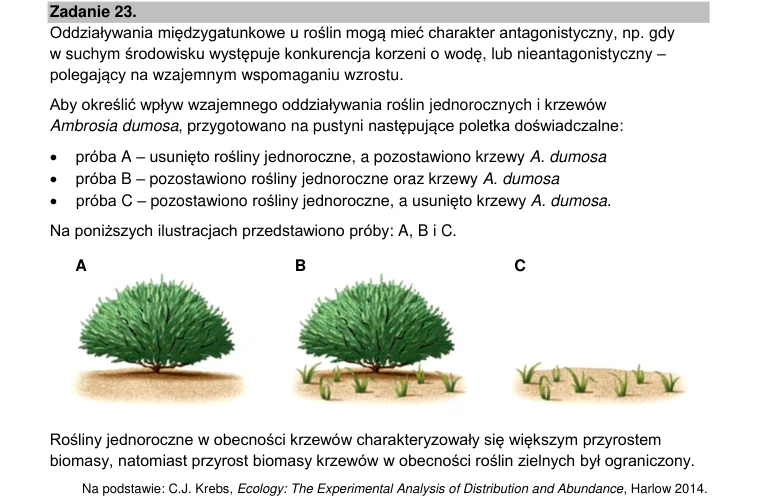 Zadanie 23.
Oddziaływania międzygatunkowe u roślin mogą mieć charakter antagonistyczny, np. gdy
w suchym środowisku występuje konkurencja korzeni o wodę, lub nieantagonistyczny –
polegający na wzajemnym wspomaganiu wzrostu.
Aby określić wpływ wzajemnego oddziaływania roślin jednorocznych i krzewów
Ambrosia dumosa, przygotowano na pustyni następujące poletka doświadczalne:
• próba A – usunięto rośliny jednoroczne, a pozostawiono krzewy A. dumosa
• próba B – pozostawiono rośliny jednoroczne oraz krzewy A. dumosa
• próba C – pozostawiono rośliny jednoroczne, a usunięto krzewy A. dumosa.
Na poniższych ilustracjach przedstawiono próby: A, B i C.
A B C
Rośliny jednoroczne w obecności krzewów charakteryzowały się większym przyrostem
biomasy, natomiast przyrost biomasy krzewów w obecności roślin zielnych był ograniczony.
Na podstawie: C.J. Krebs, Ecology: The Experimental Analysis of Distribution and Abundance, Harlow 2014.